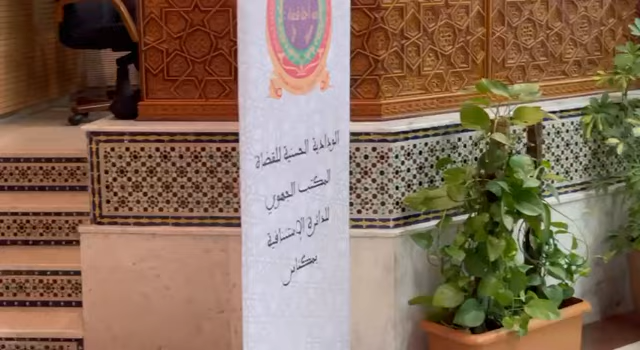 الودادية الحسنية للقضاة
المكتب الجهوي
للدائرة الاستئنافية
بمكناس